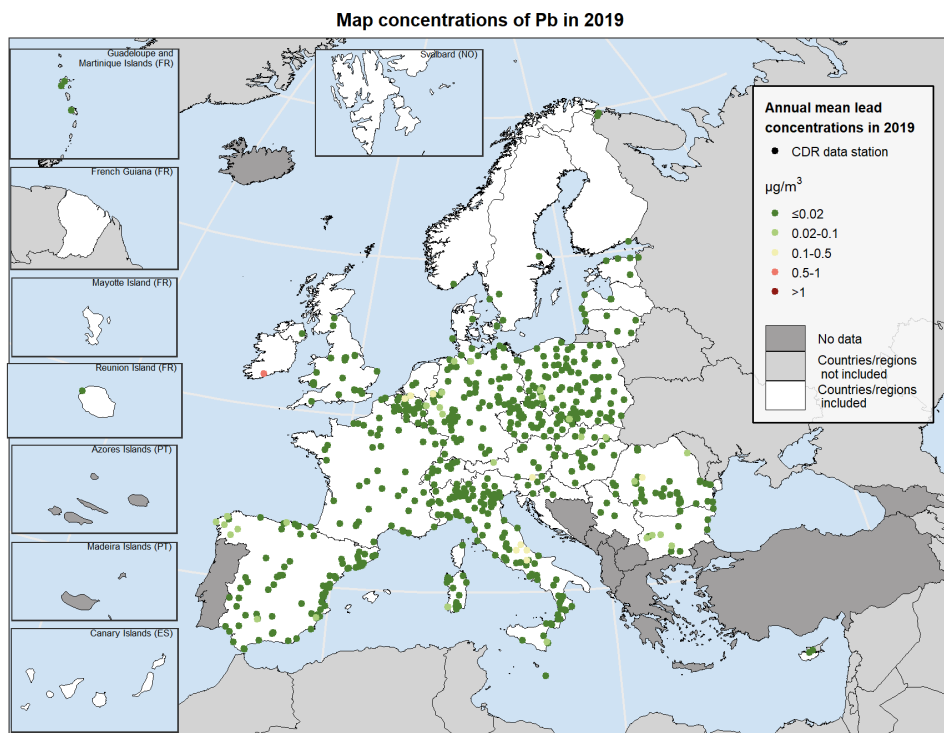 Map concentrations of Pb in 2019
Guadeloupe and
Martinique Islands (FR)
Svalbard (NO)
French Guiana (FR)
Mayotte Island (FR)
Reunion Island (FR)
Azores Islands (PT)
Madeira Islands (PT)
Canary Islands (ES)
Annual mean lead
concentrations in 2019
CDR data station
µg/m³
≤0.02
0.02-0.1
0.1-0.5
0.5-1
>1
No data
Countries/regions
not included
Countries/regions
included